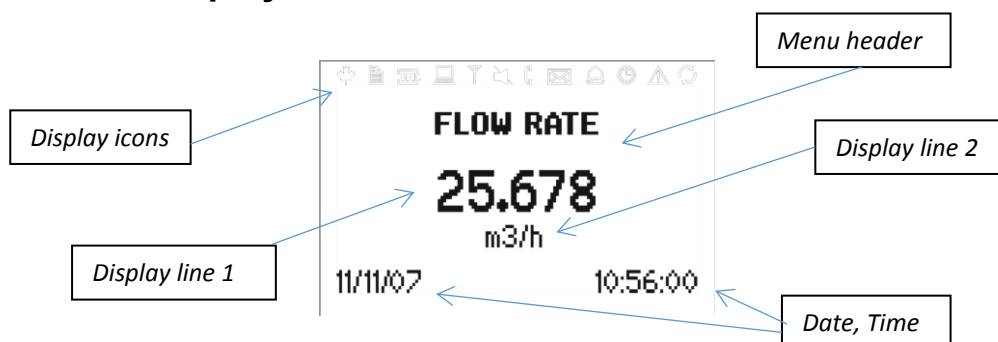 Menu header
FLOW RATE
Display icons
Display line 2
25.678
m3/h
Display line 1
11/11/07
10:56:00
Date, Time